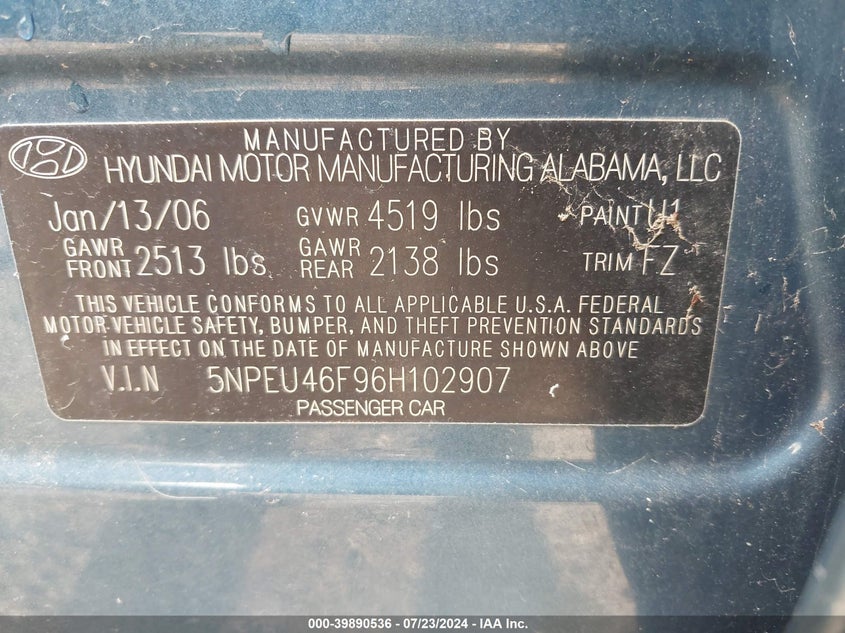 MANUFACTURED BY
HYUNDAI MOTOR MANUFACTURING ALABAMA, LLC
Jan/13/06 GVWR 4519 lbs PAINT U1
GAWR FRONT 2513 lbs GAWR REAR 2138 lbs TRIM FZ
THIS VEHICLE CONFORMS TO ALL APPLICABLE U.S.A. FEDERAL
MOTOR-VEHICLE SAFETY, BUMPER, AND THEFT PREVENTION STANDARDS
IN EFFECT ON THE DATE OF MANUFACTURE SHOWN ABOVE
V.I.N 5NPEU46F96H102907
PASSENGER CAR
000-39890536 - 07/23/2024 - IAA Inc.